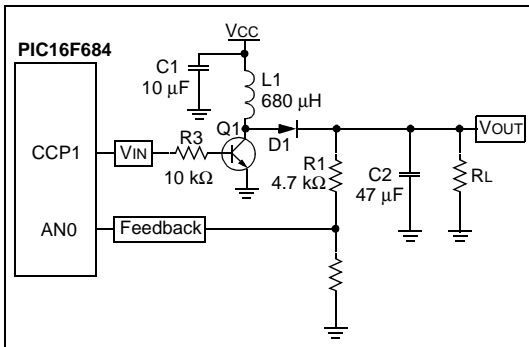 VCC
PIC16F684
C1
10 μF
L1
680 μH
Q1
R3
CCP1
VIN
10 kΩ
D1
VOUT
R1
4.7 kΩ
C2
47 μF
RL
AN0
Feedback